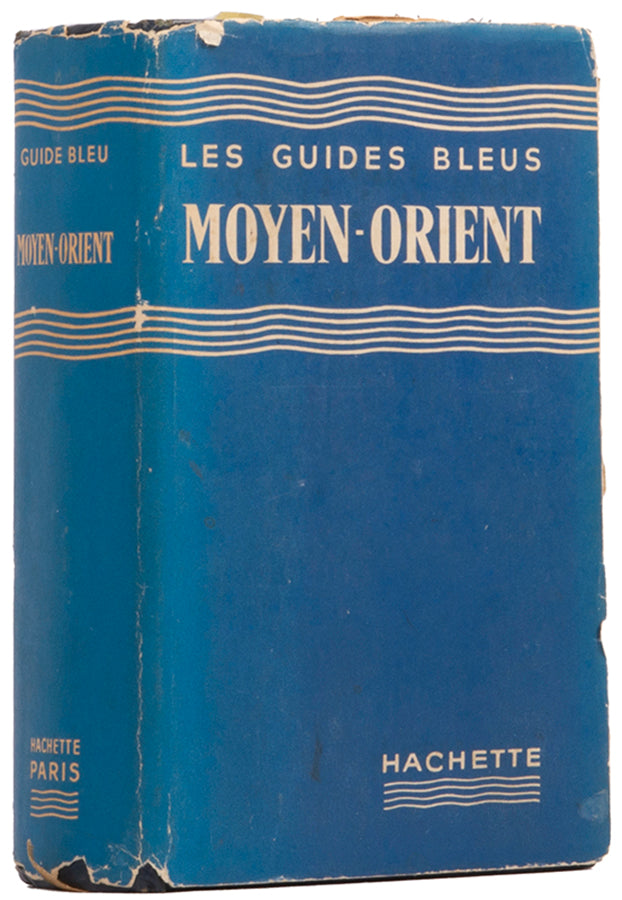 GUIDE BLEU
MOYEN-ORIENT
HACHETTE
PARIS
LES GUIDES BLEUS
MOYEN-ORIENT
HACHETTE